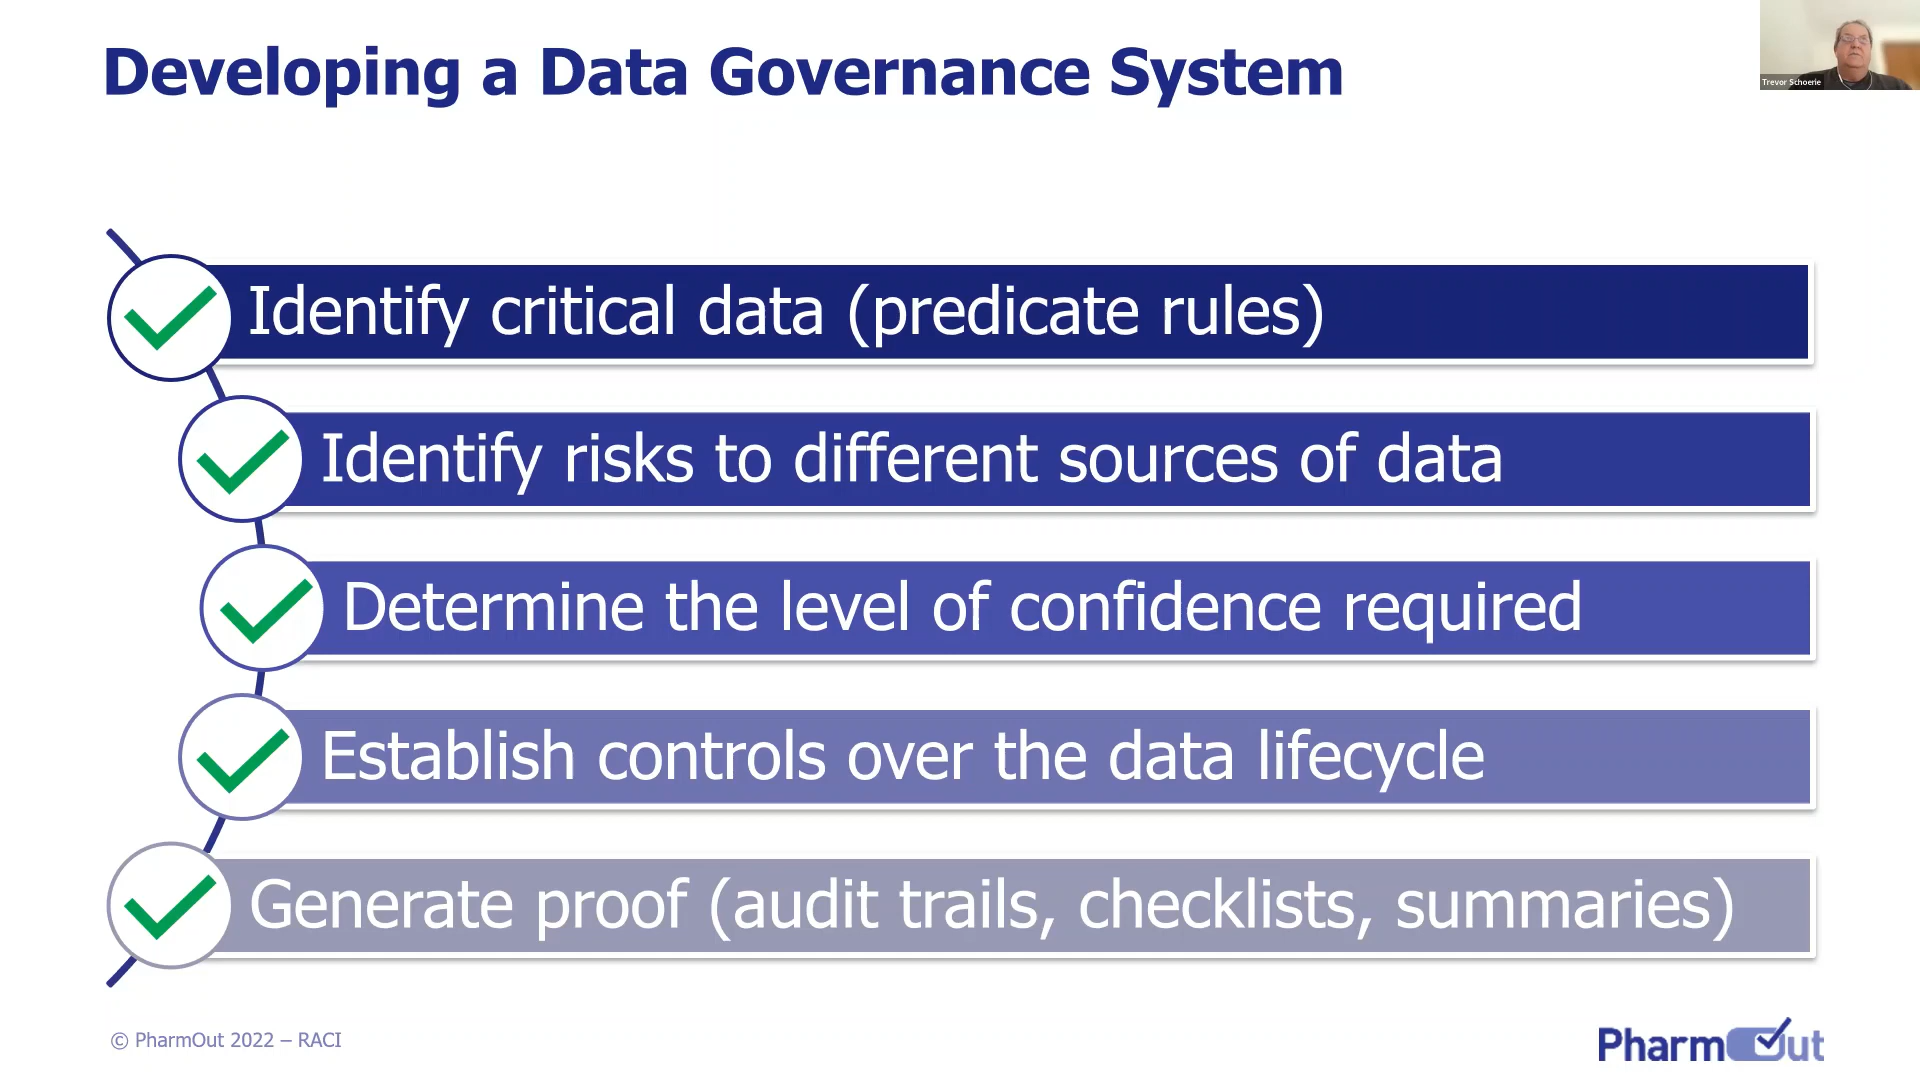 Developing a Data Governance System
Trevor Schoerie
Identify critical data (predicate rules)
Identify risks to different sources of data
Determine the level of confidence required
Establish controls over the data lifecycle
Generate proof (audit trails, checklists, summaries)
© PharmOut 2022 – RACI
PharmOut